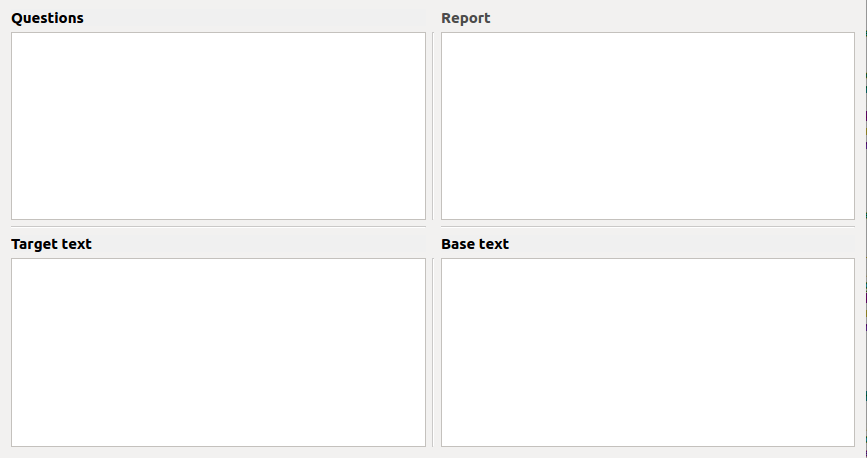 Questions
Report
Target text
Base text